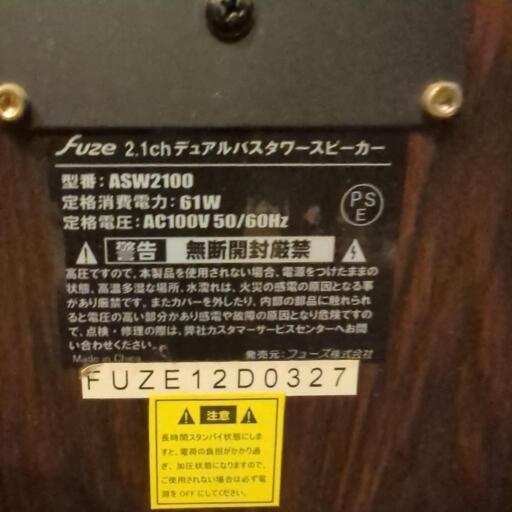 fuze 2.1chデュアルバスタワースピーカー
型番：ASW2100
定格消費電力：61W
定格電圧：AC100V 50/60Hz
PS
E
警告 無断開封厳禁
高圧ですので、本製品を使用されない場合、電源をつけたままの
状態、高温多湿な場所、水濡れは、火災の感電の原因となる事
があり厳禁です。またカバーを外したり、内部の部品に触れられ
ると電圧の高い部分があり感電や故障の原因となり危険ですの
で、点検・修理の際は、弊社カスタマーサービスセンターへお問
い合わせください。
Made in China
発売元：フューズ株式会社
FUZE12D0327
注意
長時間スタンバイ状態にしま
すと、電荷の負担がかかり過
ぎ、加圧状態になりますので、
ご使用されない場合は必ず電
源をOFFにしてください。